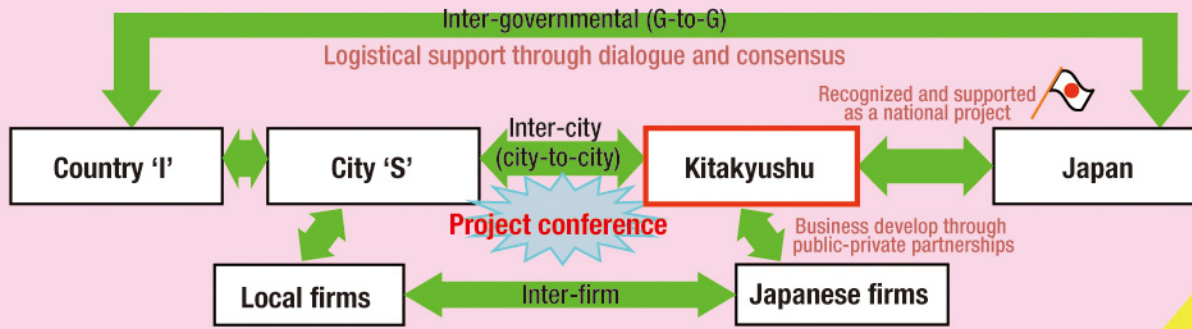 Inter-governmental (G-to-G)
Logistical support through dialogue and consensus
Recognized and supported
as a national project
Country ‘I’
City ‘S’
Inter-city
(city-to-city)
Kitakyushu
Japan
Project conference
Business develop through
public-private partnerships
Local firms
Inter-firm
Japanese firms